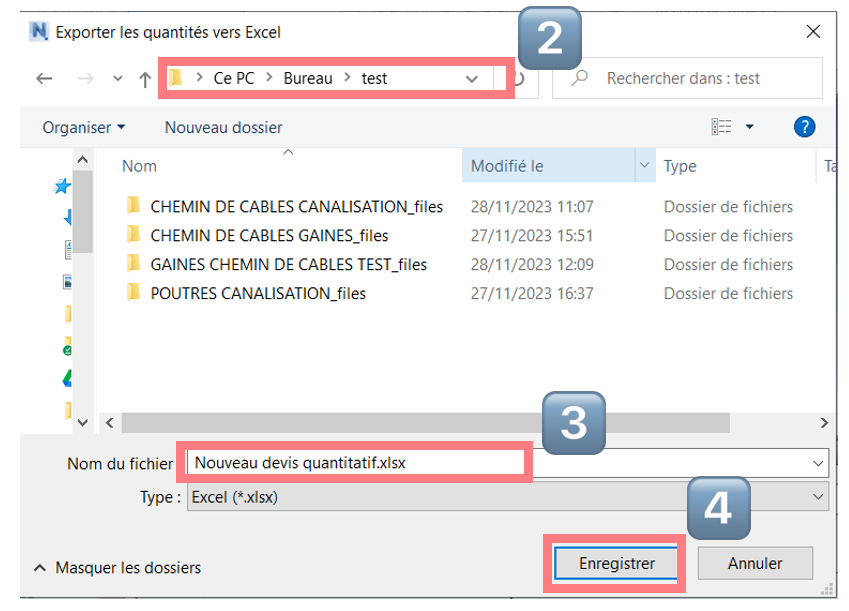 Exporter les quantités vers Excel
2
Ce PC > Bureau > test
Rechercher dans : test
Organiser
Nouveau dossier
?
Nom
Modifié le
Type
Ta
CHEMIN DE CABLES CANALISATION_files 28/11/2023 11:07 Dossier de fichiers
CHEMIN DE CABLES GAINES_files 27/11/2023 15:51 Dossier de fichiers
GAINES CHEMIN DE CABLES TEST_files 28/11/2023 12:09 Dossier de fichiers
POUTRES CANALISATION_files 27/11/2023 16:37 Dossier de fichiers
3
Nom du fichier Nouveau devis quantitatif.xlsx
Type : Excel (*.xlsx)
4
Masquer les dossiers
Enregistrer
Annuler